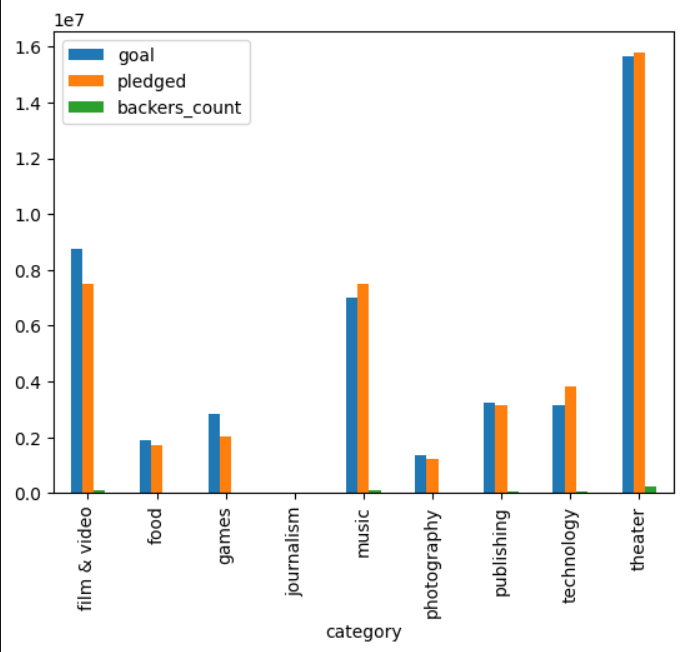 1e7
goal
pledged
backers_count
1.6
1.4
1.2
1.0
0.8
0.6
0.4
0.2
0.0
film & video
food
games
journalism
music
photography
publishing
technology
theater
category